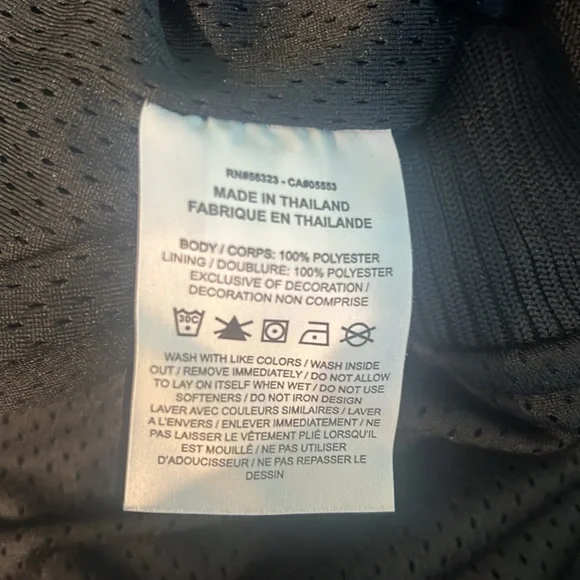 RN#56323 - CA#05553
MADE IN THAILAND
FABRIQUE EN THAILANDE
BODY / CORPS: 100% POLYESTER
LINING / DOUBLURE: 100% POLYESTER
EXCLUSIVE OF DECORATION /
DECORATION NON COMPRISE
30C
WASH WITH LIKE COLORS / WASH INSIDE
OUT / REMOVE IMMEDIATELY / DO NOT ALLOW
TO LAY ON ITSELF WHEN WET / DO NOT USE
SOFTENERS / DO NOT IRON DESIGN
LAVER AVEC COULEURS SIMILAIRES / LAVER
A L'ENVERS / ENLEVER IMMEDIATEMENT / NE
PAS LAISSER LE VÊTEMENT PLIÉ LORSQU'IL
EST MOUILLÉ / NE PAS UTILISER
D'ADOUCISSEUR / NE PAS REPASSER LE
DESSIN